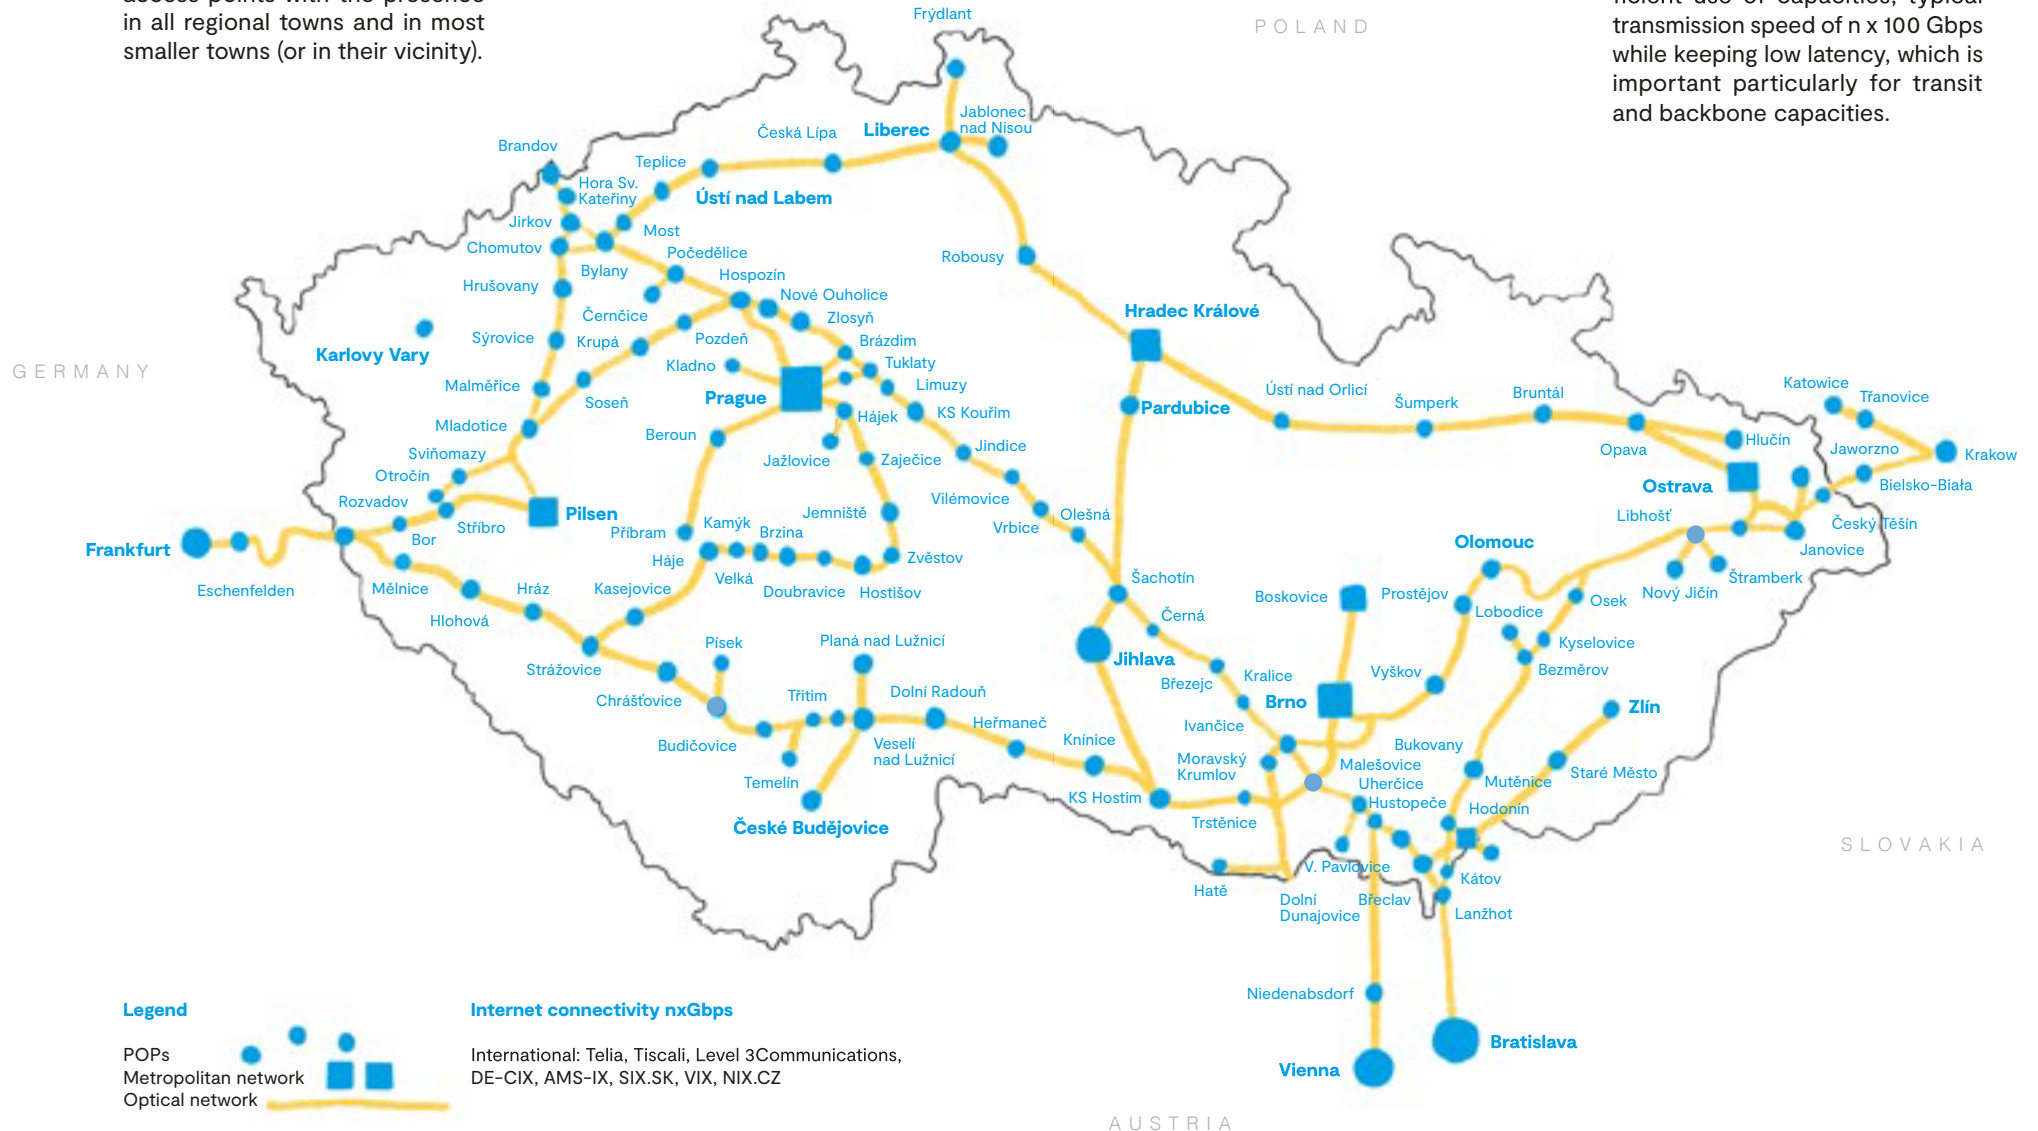 in all regional towns and in most
smaller towns (or in their vicinity).
transmission speed of n x 100 Gbps
while keeping low latency, which is
important particularly for transit
and backbone capacities.
POLAND
GERMANY
SLOVAKIA
AUSTRIA
Frýdlant
Jablonec
nad Nisou
Liberec
Česká Lípa
Teplice
Ústí nad Labem
Brandov
Hora Sv.
Kateřiny
Jirkov
Chomutov
Most
Bylany
Počedělice
Hospozín
Hrušovany
Nové Ouholice
Černčice
Zlosyň
Robousy
Hradec Králové
Karlovy Vary
Sýrovice
Krupá
Pozdeň
Brázdim
Kladno
Tuklaty
Malměřice
Limuzy
Prague
Soseň
Pardubice
KS Kouřim
Hájek
Mladotice
Beroun
Jindice
Sviňomazy
Jažlovice
Zaječice
Otročín
Rozvadov
Vilémovice
Stříbro
Pilsen
Příbram
Kamýk
Brzina
Jemniště
Vrbice
Olešná
Bor
Háje
Zvěstov
Frankfurt
Eschenfelden
Mělnice
Velká
Doubravice
Hostišov
Hráz
Kasejovice
Hlohová
Šachotín
Černá
Strážovice
Písek
Planá nad Lužnicí
Jihlava
Chrášťovice
Třitim
Dolní Radouň
Březejc
Kralice
Budičovice
Heřmaneč
Ivančice
Veselí
nad Lužnicí
Knínice
Temelín
Moravský
Krumlov
KS Hostim
České Budějovice
Trstěnice
Ústí nad Orlicí
Šumperk
Bruntál
Opava
Hlučín
Katowice
Třanovice
Jaworzno
Krakow
Bielsko-Biała
Ostrava
Libhošť
Český Těšín
Janovice
Nový Jičín
Štramberk
Olomouc
Boskovice
Prostějov
Lobodice
Osek
Kyselovice
Bezměrov
Vyškov
Brno
Zlín
Bukovany
Malešovice
Uherčice
Mutěnice
Staré Město
Hustopeče
Hodonín
V. Pavlovice
Kátov
Hatě
Dolní
Dunajovice
Břeclav
Lanžhot
Niedenabsdorf
Vienna
Bratislava
Legend
POPs
Metropolitan network
Optical network
Internet connectivity nxGbps
International: Telia, Tiscali, Level 3Communications,
DE-CIX, AMS-IX, SIX.SK, VIX, NIX.CZ